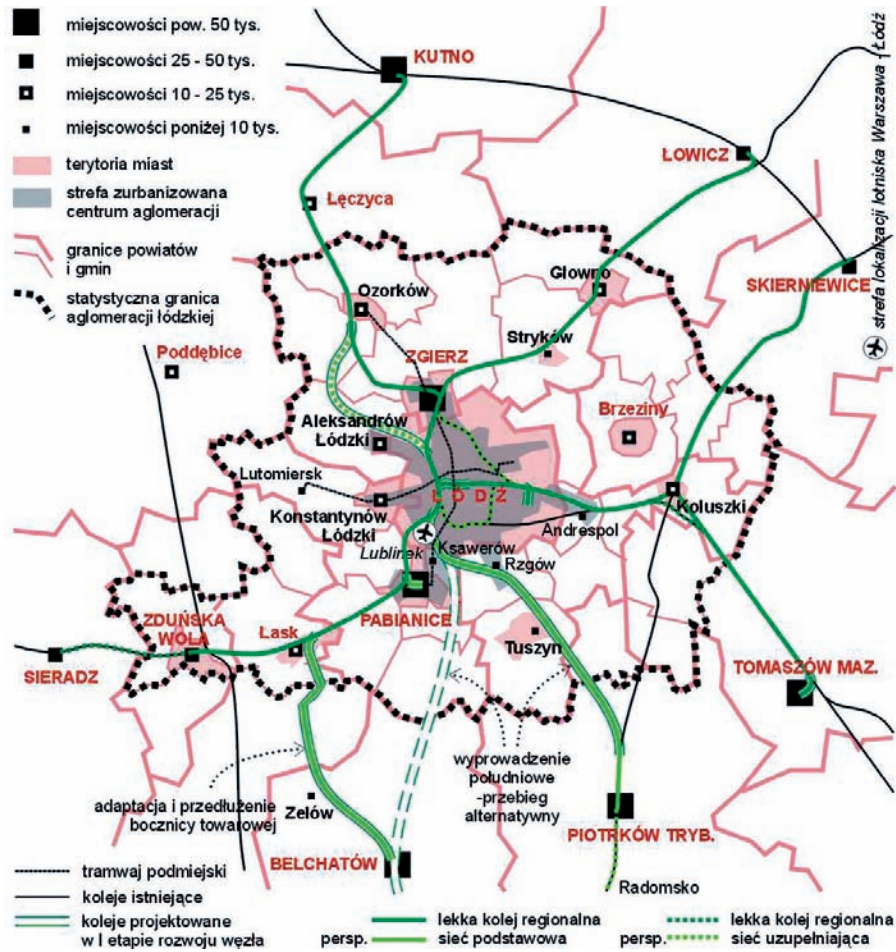 miejscowości pow. 50 tys.
miejscowości 25 - 50 tys.
miejscowości 10 - 25 tys.
miejscowości poniżej 10 tys.
terytoria miast
strefa zurbanizowana
centrum aglomeracji
granice powiatów
i gmin
statystyczna granica
aglomeracji łódzkiej
KUTNO
ŁOWICZ
strefa lokalizacji lotniska Warszawa - Łódź
Łęczyca
SKIERNIEWICE
Glowno
Ozorków
Stryków
Poddębice
ZGIERZ
Brzeziny
Aleksandrów
Łódzki
Lutomiersk
ŁÓDŹ
Koluszki
Konstantynów
Łódzki
Andrespol
Lublinek
Ksawerów
Rzgów
PABIANICE
ZDUŃSKA
WOLA
Łask
Tuszyn
SIERADZ
TOMASZÓW MAZ.
wyprowadzenie
południowe
-przebieg
alternatywny
adaptacja i przedłużenie
bocznicy towarowej
Zelów
PIOTRKÓW TRYB.
BELCHATÓW
Radomsko
tramwaj podmiejski
koleje istniejące
koleje projektowane
w I etapie rozwoju węzła
lekka kolej regionalna
persp. sieć podstawowa
lekka kolej regionalna
persp. sieć uzupełniająca